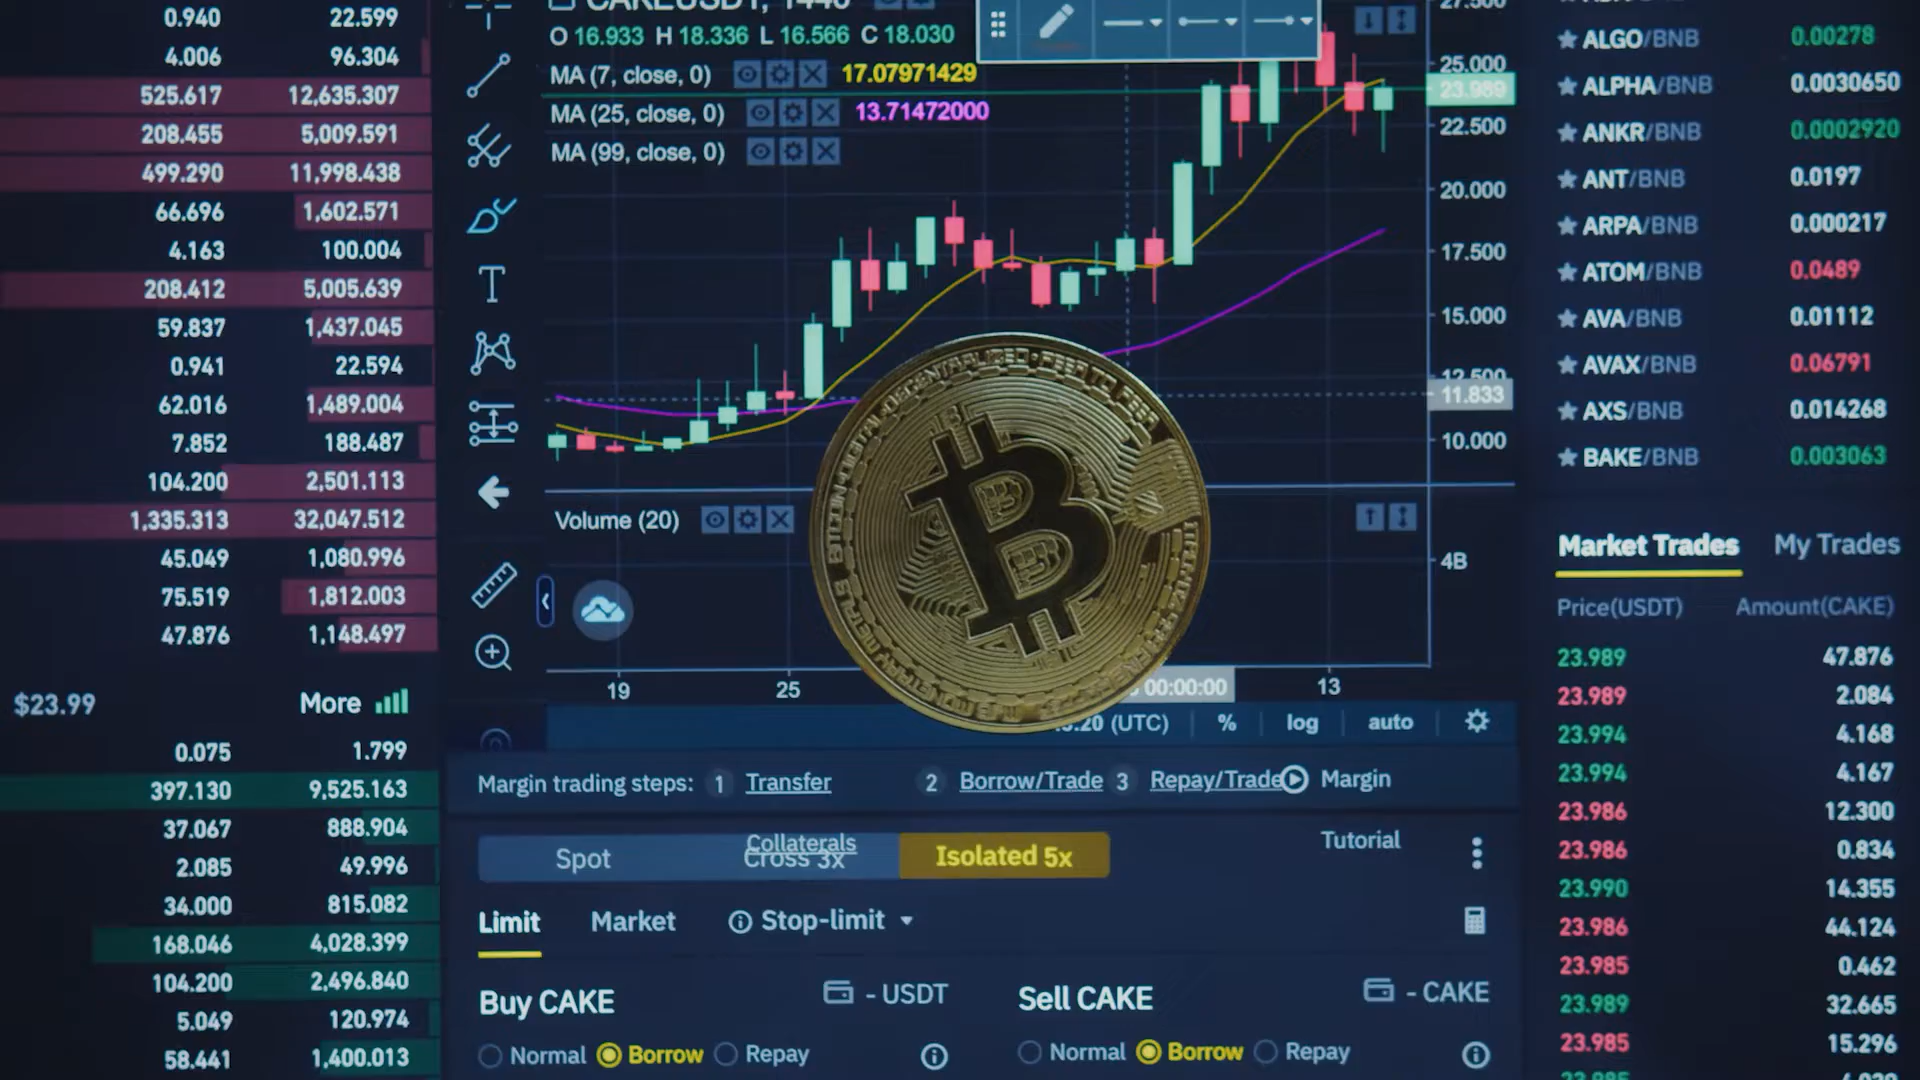 0.940 22.599
4.006 96.304
525.617 12,635.307
208.455 5,009.591
499.290 11,998.438
66.696 1,602.571
4.163 100.004
208.412 5,005.639
59.837 1,437.045
0.941 22.594
62.016 1,489.004
7.852 188.487
104.200 2,501.113
1,335.313 32,047.512
45.049 1,080.996
75.519 1,812.003
47.876 1,148.497
$23.99 More
0.075 1.799
397.130 9,525.163
37.067 888.904
2.085 49.996
34.000 815.082
168.046 4,028.399
104.200 2,496.840
5.049 120.974
58.441 1,400.013
CAKEUSDT, 1440
O 16.933 H 18.336 L 16.566 C 18.030
MA (7, close, 0) 17.07971429
MA (25, close, 0) 13.71472000
MA (99, close, 0)
27.500
25.000
23.989
22.500
20.000
17.500
15.000
12.500
11.833
10.000
Volume (20)
4B
19 25 00:00:00 13
(UTC) % log auto
DECENTRALIZED PEER TO PEER
BITCOIN DIGITAL
B
Margin trading steps: 1 Transfer 2 Borrow/Trade 3 Repay/Trade Margin
Tutorial
Collaterals
Spot Cross 3x Isolated 5x
Limit Market Stop-limit
Buy CAKE - USDT Sell CAKE - CAKE
Normal Borrow Repay Normal Borrow Repay
ALGO/BNB 0.00278
ALPHA/BNB 0.0030650
ANKR/BNB 0.0002920
ANT/BNB 0.0197
ARPA/BNB 0.000217
ATOM/BNB 0.0489
AVA/BNB 0.01112
AVAX/BNB 0.06791
AXS/BNB 0.014268
BAKE/BNB 0.003063
Market Trades My Trades
Price(USDT) Amount(CAKE)
23.989 47.876
23.989 2.084
23.994 4.168
23.994 4.167
23.986 12.300
23.986 0.834
23.990 14.355
23.986 44.124
23.985 0.462
23.989 32.665
23.985 15.296